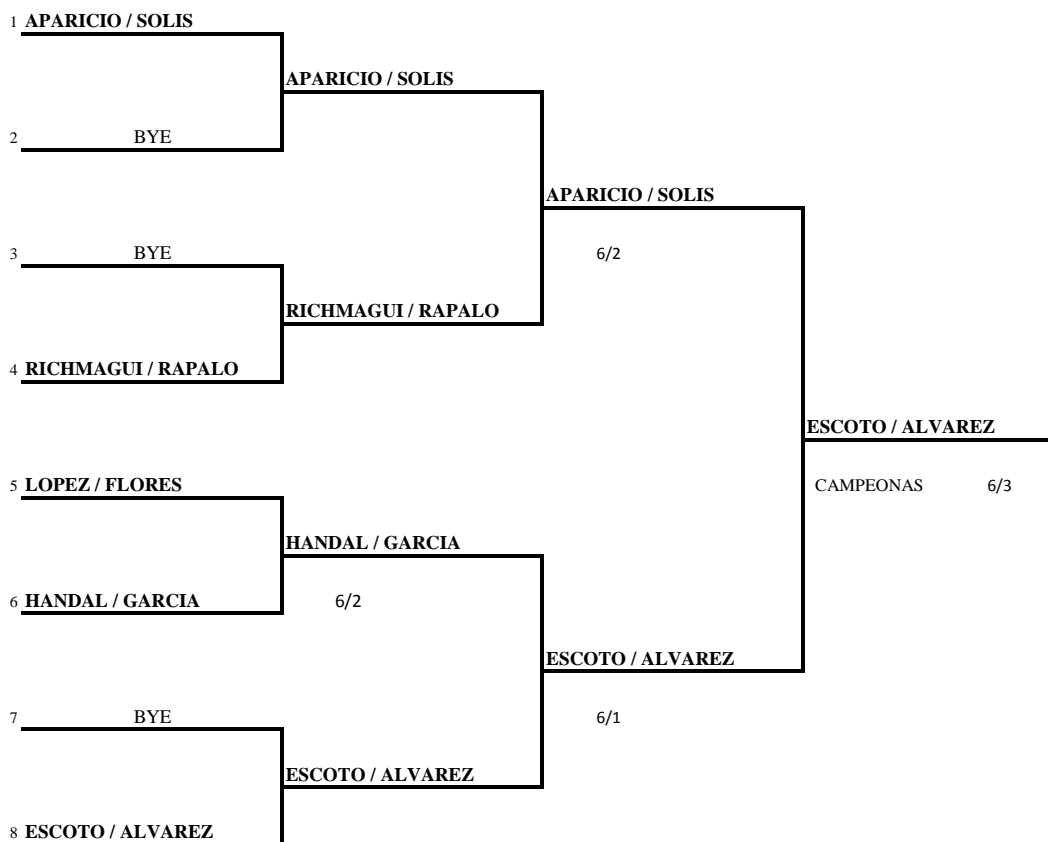 1 APARICIO / SOLIS
APARICIO / SOLIS
2 BYE
APARICIO / SOLIS
3 BYE 6/2
RICHMAGUI / RAPALO
4 RICHMAGUI / RAPALO
ESCOTO / ALVAREZ
5 LOPEZ / FLORES CAMPEONAS 6/3
HANDAL / GARCIA
6 HANDAL / GARCIA 6/2
ESCOTO / ALVAREZ
7 BYE 6/1
ESCOTO / ALVAREZ
8 ESCOTO / ALVAREZ